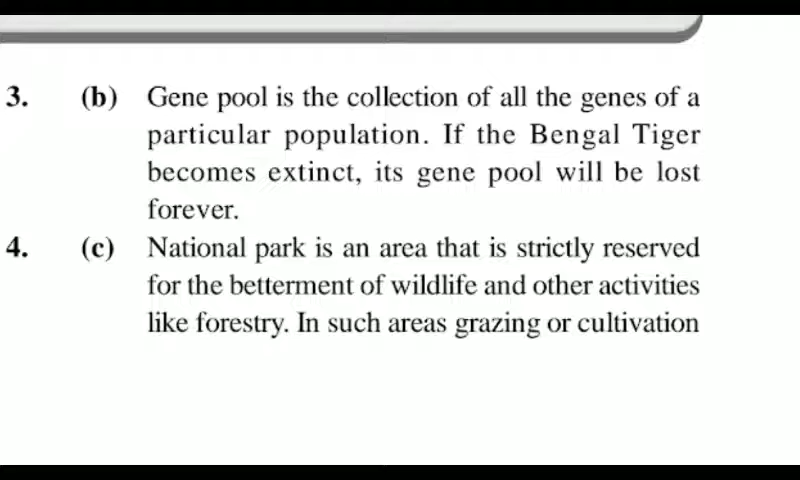 3. (b) Gene pool is the collection of all the genes of a
particular population. If the Bengal Tiger
becomes extinct, its gene pool will be lost
forever.
4. (c) National park is an area that is strictly reserved
for the betterment of wildlife and other activities
like forestry. In such areas grazing or cultivation